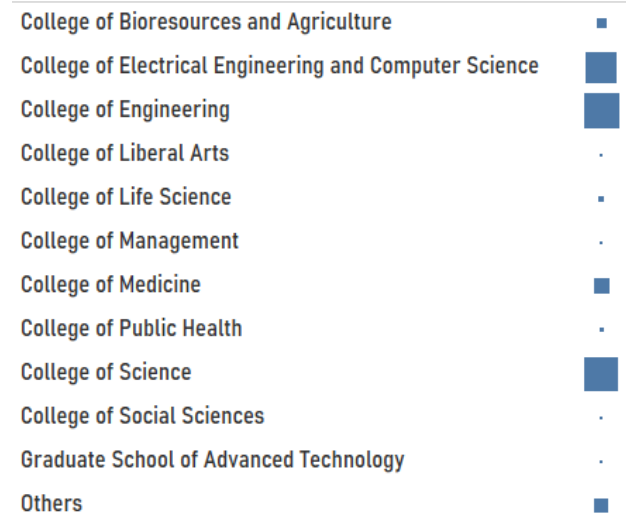 College of Bioresources and Agriculture
College of Electrical Engineering and Computer Science
College of Engineering
College of Liberal Arts
College of Life Science
College of Management
College of Medicine
College of Public Health
College of Science
College of Social Sciences
Graduate School of Advanced Technology
Others